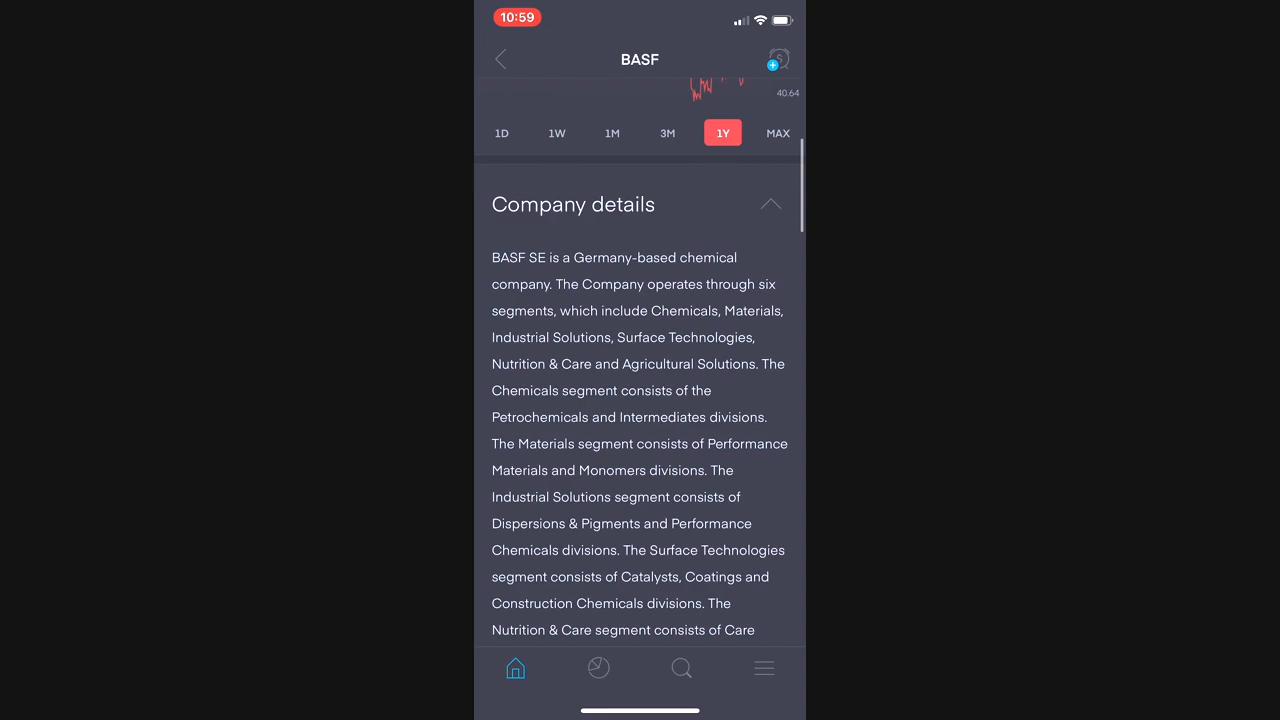 10:59
BASF
40.64
1D 1W 1M 3M 1Y MAX
Company details
BASF SE is a Germany-based chemical
company. The Company operates through six
segments, which include Chemicals, Materials,
Industrial Solutions, Surface Technologies,
Nutrition & Care and Agricultural Solutions. The
Chemicals segment consists of the
Petrochemicals and Intermediates divisions.
The Materials segment consists of Performance
Materials and Monomers divisions. The
Industrial Solutions segment consists of
Dispersions & Pigments and Performance
Chemicals divisions. The Surface Technologies
segment consists of Catalysts, Coatings and
Construction Chemicals divisions. The
Nutrition & Care segment consists of Care